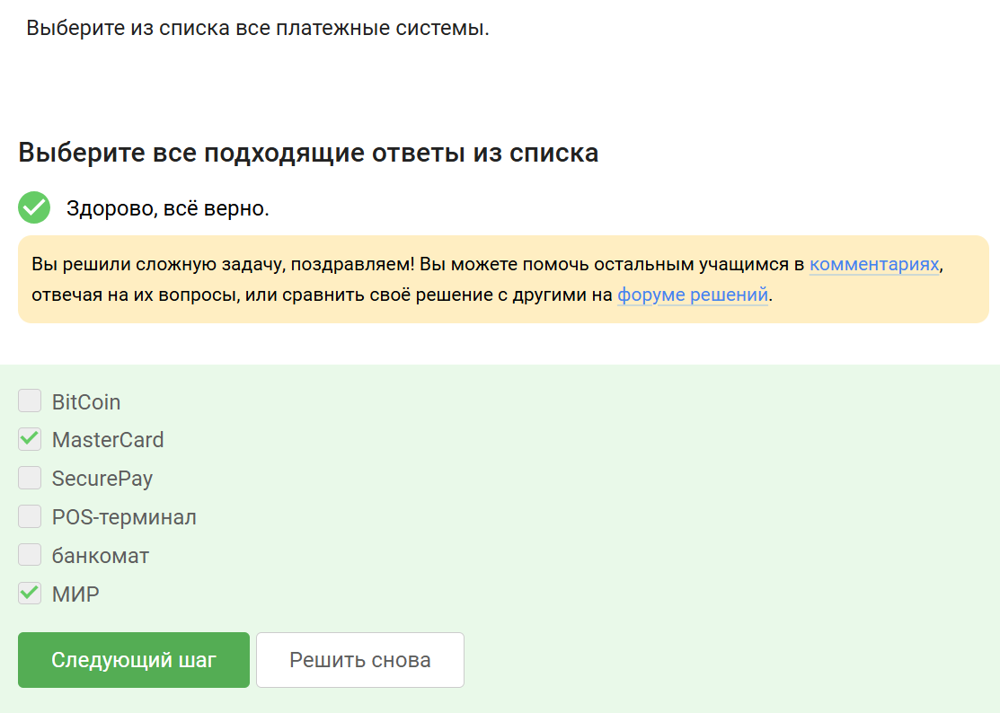 Выберите из списка все платежные системы.
Выберите все подходящие ответы из списка
Здорово, всё верно.
Вы решили сложную задачу, поздравляем! Вы можете помочь остальным учащимся в комментариях,
отвечая на их вопросы, или сравнить своё решение с другими на форуме решений.
BitCoin
MasterCard
SecurePay
POS-терминал
банкомат
МИР
Следующий шаг
Решить снова